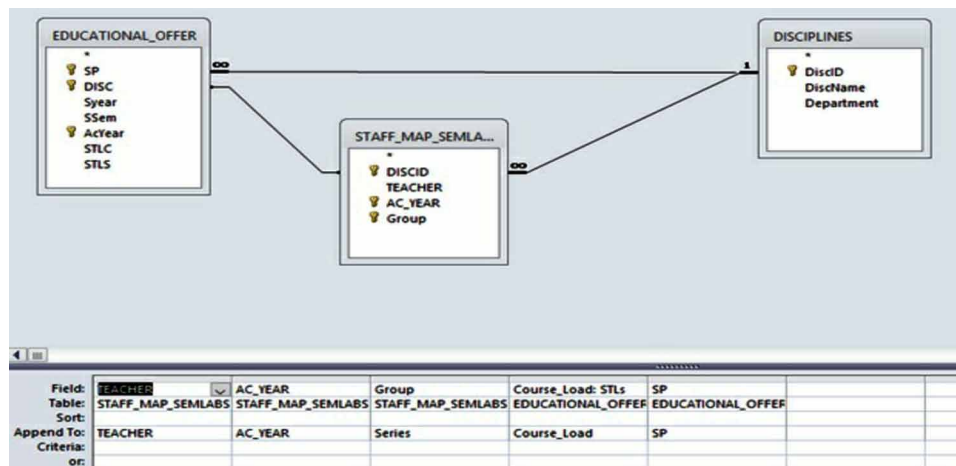 EDUCATIONAL_OFFER
*
SP
DISC
Syear
SSem
AcYear
STLC
STLS
∞
1
DISCIPLINES
*
DiscID
DiscName
Department
STAFF_MAP_SEMLA...
*
DISCID
TEACHER
AC_YEAR
Group
∞
Field: TEACHER AC_YEAR Group Course_Load: STLs SP
Table: STAFF_MAP_SEMLABS STAFF_MAP_SEMLABS STAFF_MAP_SEMLABS EDUCATIONAL_OFFER EDUCATIONAL_OFFER
Sort:
Append To: TEACHER AC_YEAR Series Course_Load SP
Criteria:
or: